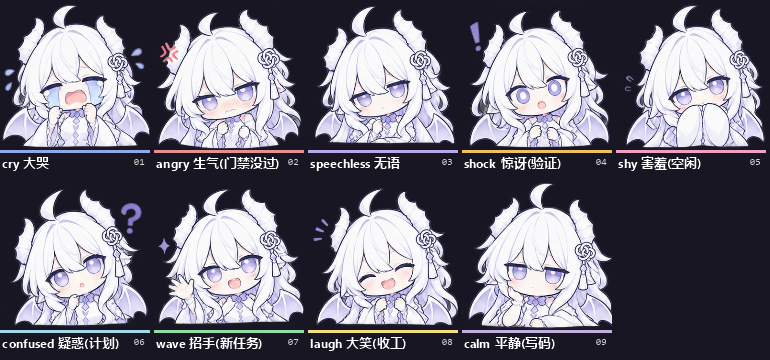 cry 大哭 01
angry 生气(门禁没过) 02
speechless 无语 03
shock 惊讶(验证) 04
shy 害羞(空闲) 05
confused 疑惑(计划) 06
wave 招手(新任务) 07
laugh 大笑(收工) 08
calm 平静(写码) 09